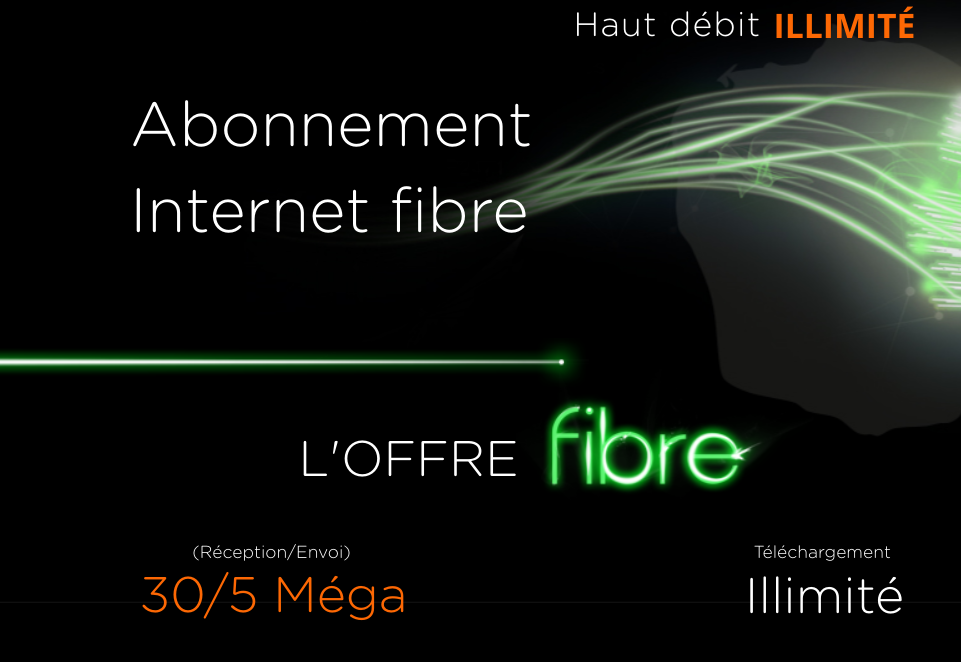 Haut débit ILLIMITÉ
Abonnement
Internet fibre
L'OFFRE fibre
(Réception/Envoi)
30/5 Méga
Téléchargement
Illimité